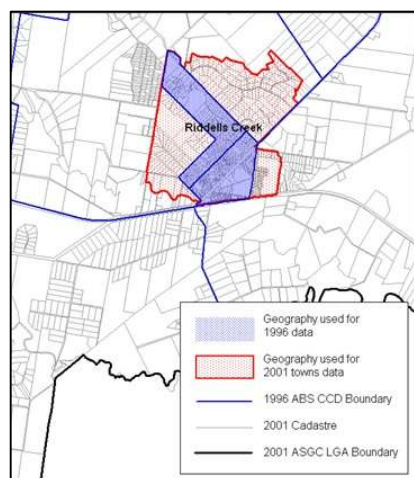 Riddells Creek
Geography used for
1996 data
Geography used for
2001 towns data
1996 ABS CCD Boundary
2001 Cadastre
2001 ASGC LGA Boundary